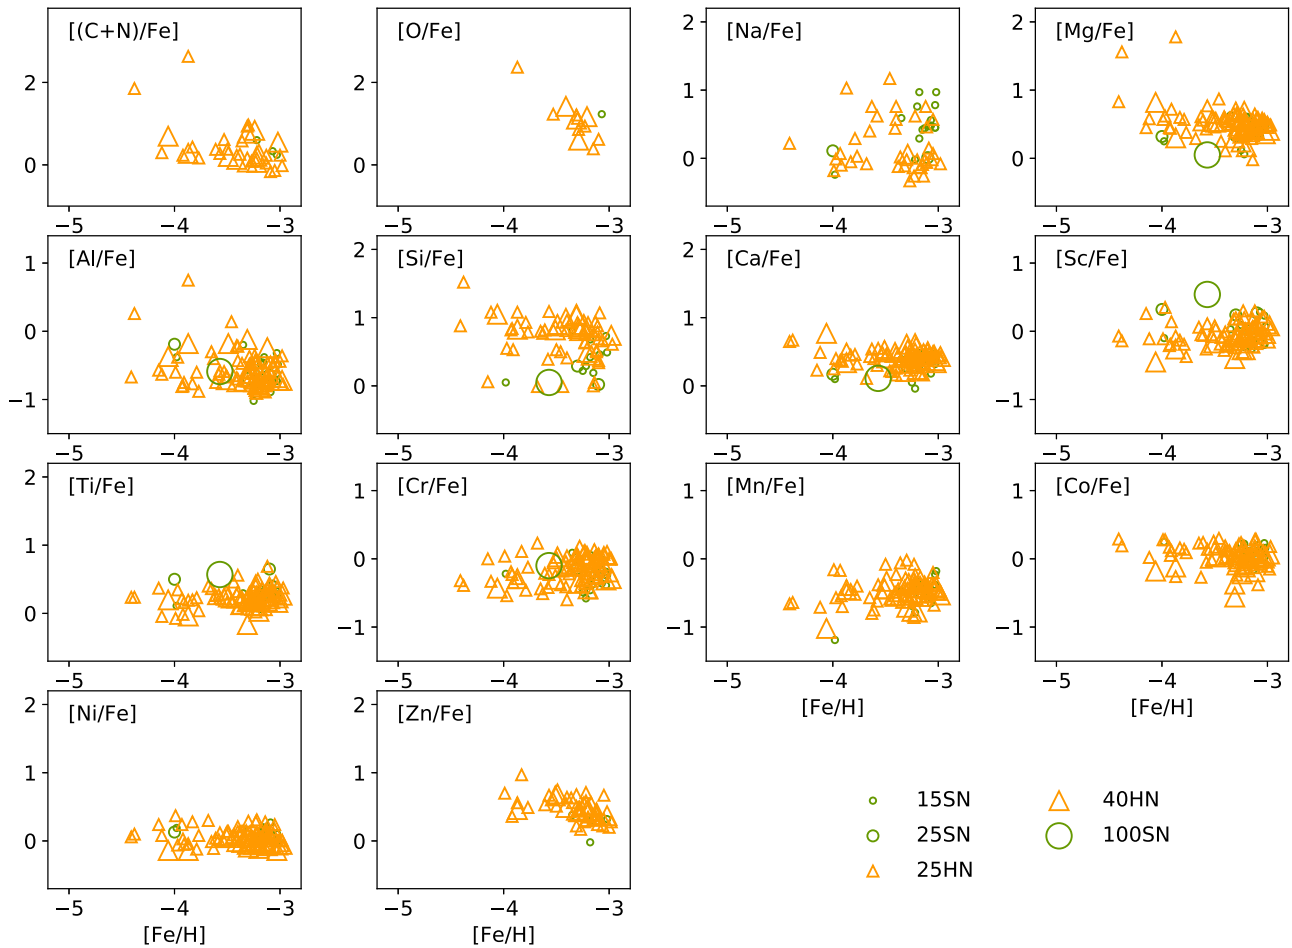 [(C+N)/Fe]
2
0
−5 −4 −3
[O/Fe]
2
0
−5 −4 −3
[Na/Fe]
2
1
0
−5 −4 −3
[Mg/Fe]
2
1
0
−5 −4 −3
[Al/Fe]
1
0
−1
−5 −4 −3
[Si/Fe]
2
1
0
−5 −4 −3
[Ca/Fe]
2
1
0
−5 −4 −3
[Sc/Fe]
1
0
−1
−5 −4 −3
[Ti/Fe]
2
1
0
−5 −4 −3
[Cr/Fe]
1
0
−1
−5 −4 −3
[Mn/Fe]
1
0
−1
−5 −4 −3
[Fe/H]
[Co/Fe]
1
0
−1
−5 −4 −3
[Fe/H]
[Ni/Fe]
2
1
0
−5 −4 −3
[Fe/H]
[Zn/Fe]
2
1
0
−5 −4 −3
[Fe/H]
15SN
25SN
25HN
40HN
100SN